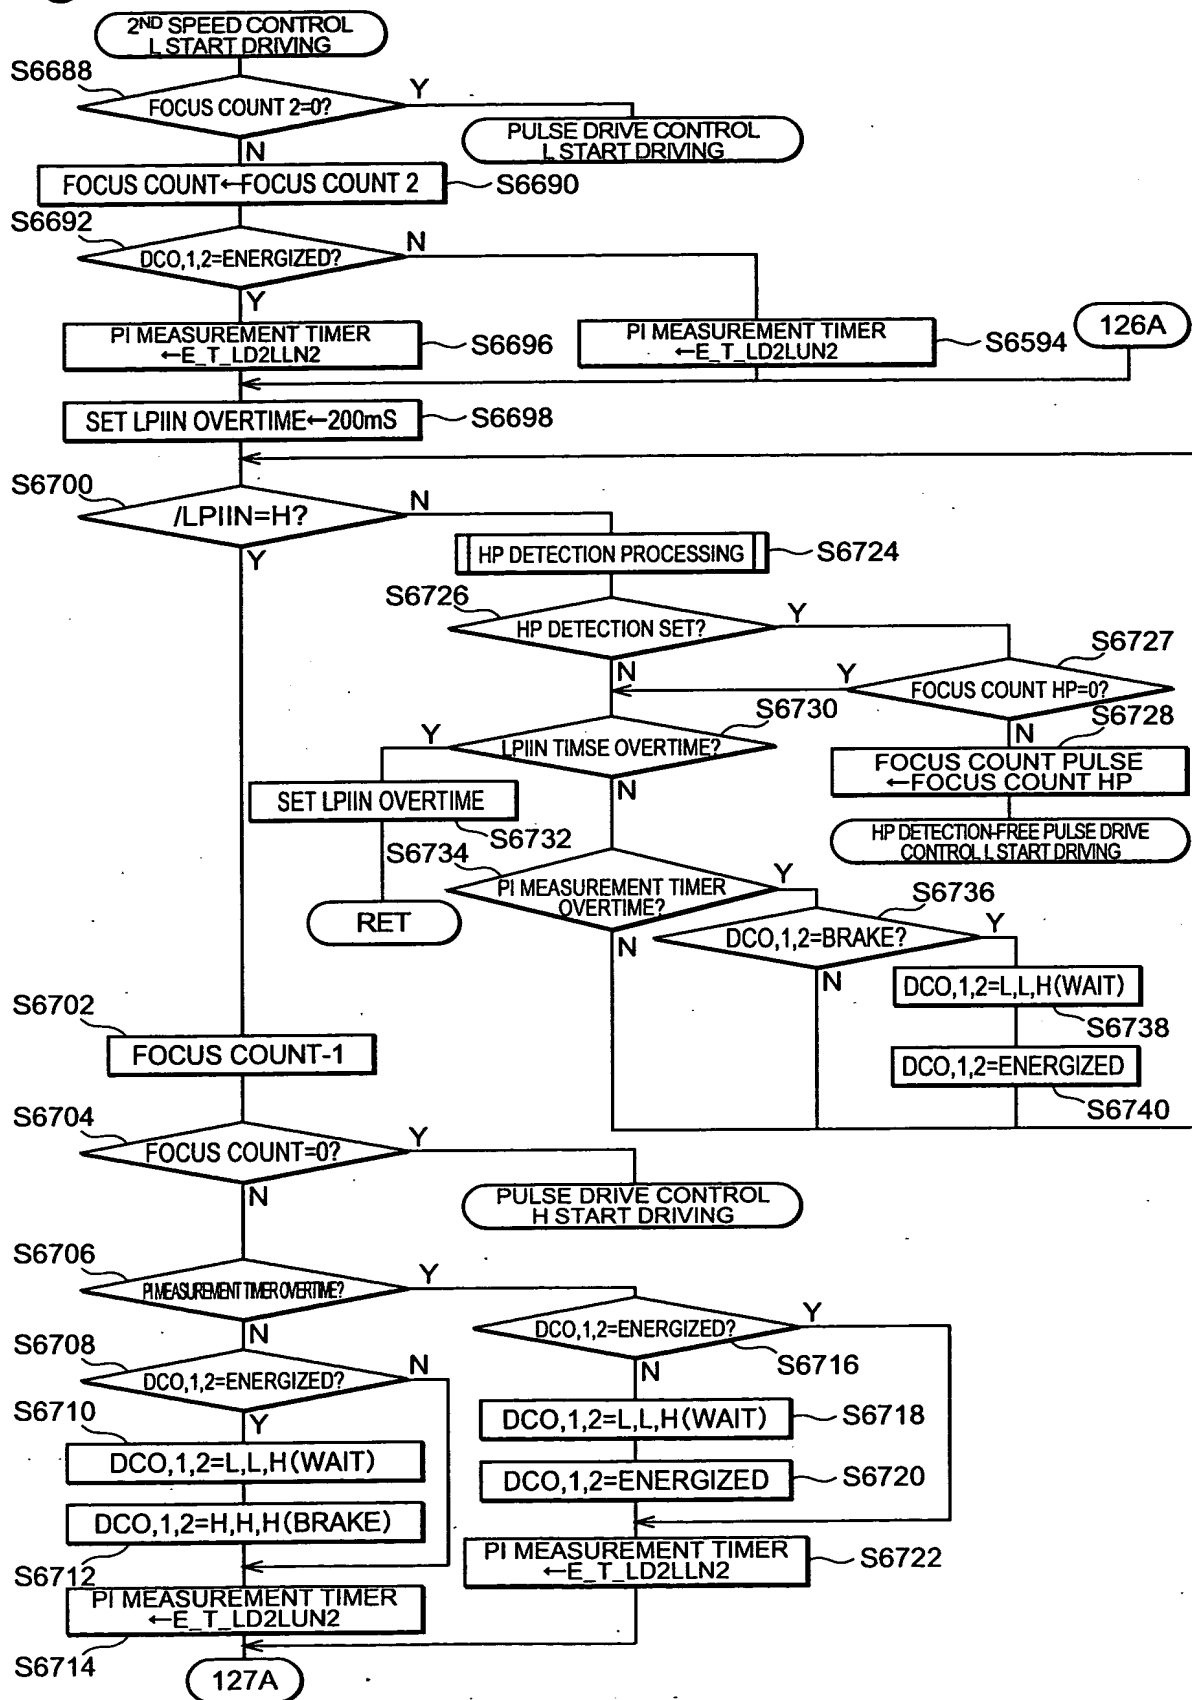 2ND SPEED CONTROL
L START DRIVING
S6688
FOCUS COUNT 2=0?
Y
N
PULSE DRIVE CONTROL
L START DRIVING
FOCUS COUNT←FOCUS COUNT 2
S6690
S6692
DCO,1,2=ENERGIZED?
N
Y
PI MEASUREMENT TIMER
←E_T_LD2LLN2
S6696
PI MEASUREMENT TIMER
←E_T_LD2LUN2
S6594
126A
SET LPIIN OVERTIME←200mS
S6698
S6700
/LPIIN=H?
N
Y
HP DETECTION PROCESSING
S6724
S6726
HP DETECTION SET?
Y
N
S6727
FOCUS COUNT HP=0?
Y
N
S6730
LPIIN TIMSE OVERTIME?
Y
N
S6728
FOCUS COUNT PULSE
←FOCUS COUNT HP
SET LPIIN OVERTIME
S6732
HP DETECTION-FREE PULSE DRIVE
CONTROL L START DRIVING
S6734
PI MEASUREMENT TIMER
OVERTIME?
Y
N
RET
S6736
DCO,1,2=BRAKE?
Y
N
DCO,1,2=L,L,H(WAIT)
S6738
S6702
FOCUS COUNT-1
DCO,1,2=ENERGIZED
S6740
S6704
FOCUS COUNT=0?
Y
N
PULSE DRIVE CONTROL
H START DRIVING
S6706
PI MEASUREMENT TIMER OVERTIME?
Y
N
S6708
DCO,1,2=ENERGIZED?
N
Y
DCO,1,2=ENERGIZED?
Y
S6716
N
S6710
DCO,1,2=L,L,H(WAIT)
DCO,1,2=L,L,H(WAIT)
S6718
DCO,1,2=ENERGIZED
S6720
DCO,1,2=H,H,H(BRAKE)
S6712
PI MEASUREMENT TIMER
←E_T_LD2LLN2
S6722
PI MEASUREMENT TIMER
←E_T_LD2LUN2
S6714
127A